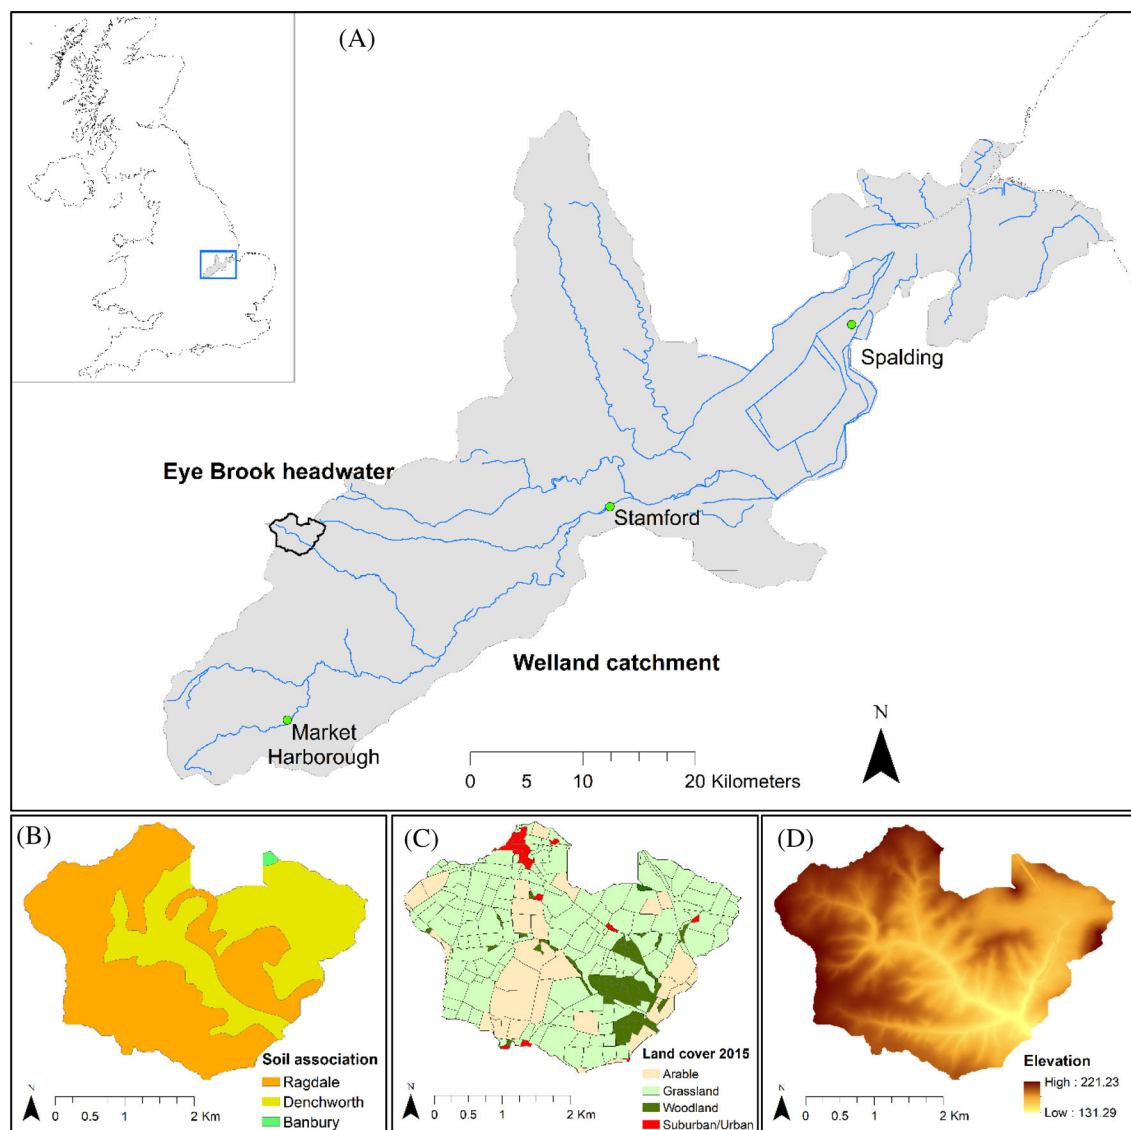 (A)
Spalding
Eye Brook headwater
Stamford
Welland catchment
Market
Harborough
N
0 5 10 20 Kilometers
(B)
Soil association
Ragdale
Denchworth
Banbury
N
0 0.5 1 2 Km
(C)
Land cover 2015
Arable
Grassland
Woodland
Suburban/Urban
N
0 0.5 1 2 Km
(D)
Elevation
High : 221.23
Low : 131.29
N
0 0.5 1 2 Km